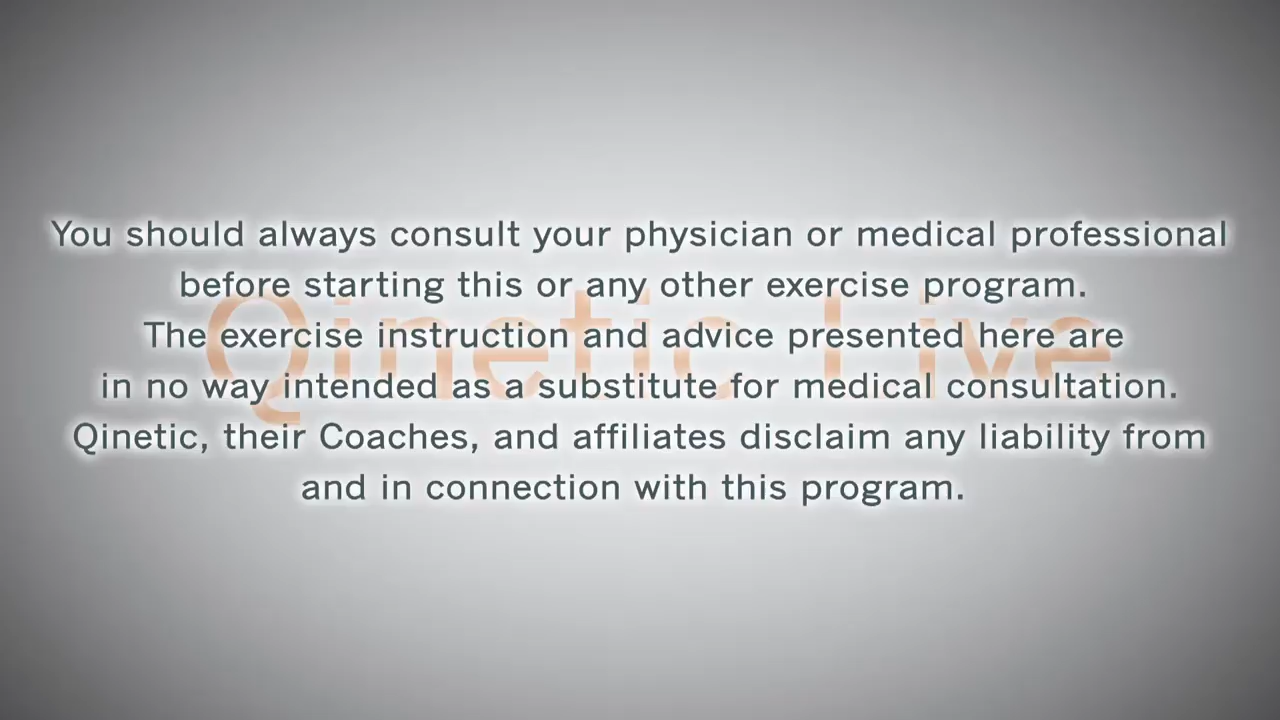 You should always consult your physician or medical professional
before starting this or any other exercise program.
The exercise instruction and advice presented here are
in no way intended as a substitute for medical consultation.
Qinetic, their Coaches, and affiliates disclaim any liability from
and in connection with this program.
Qinetic Live